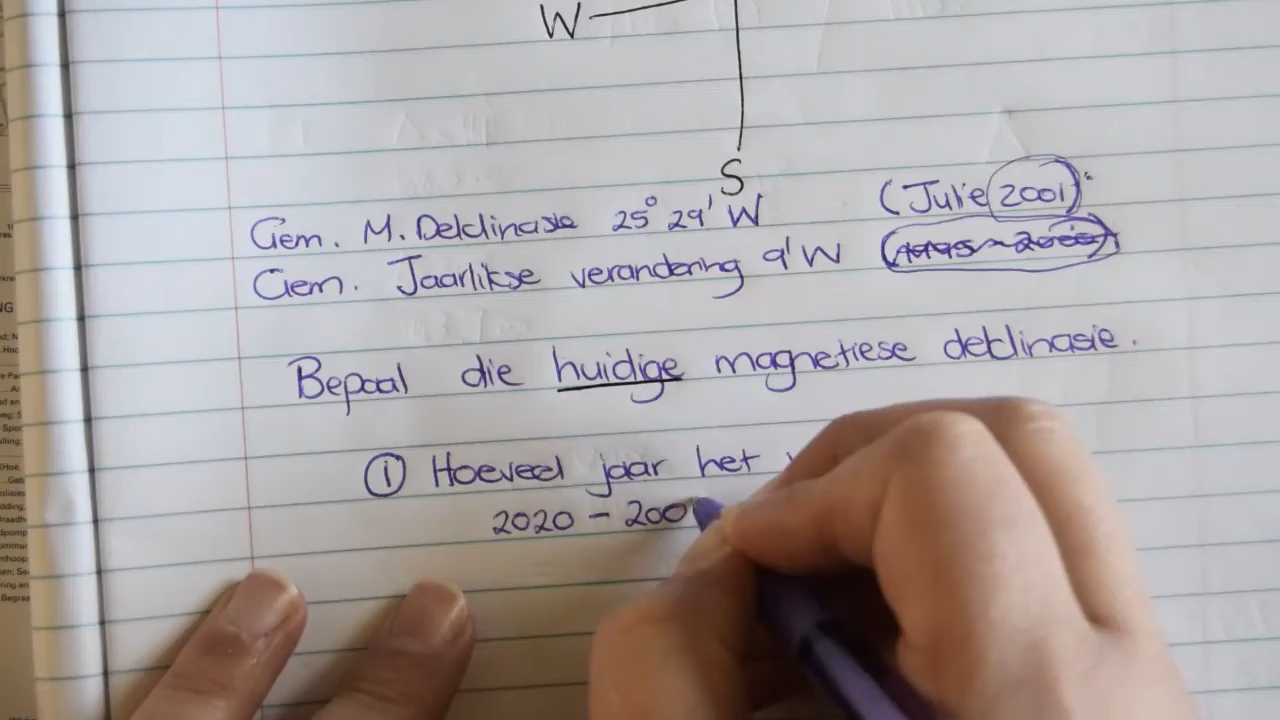 W
S
Gem. M. Deklinasie 25° 29' W (Julie 2001)
Gem. Jaarlikse verandering 9' W
Bepaal die huidige magnetiese deklinasie.
① Hoeveel jaar het
2020 - 200